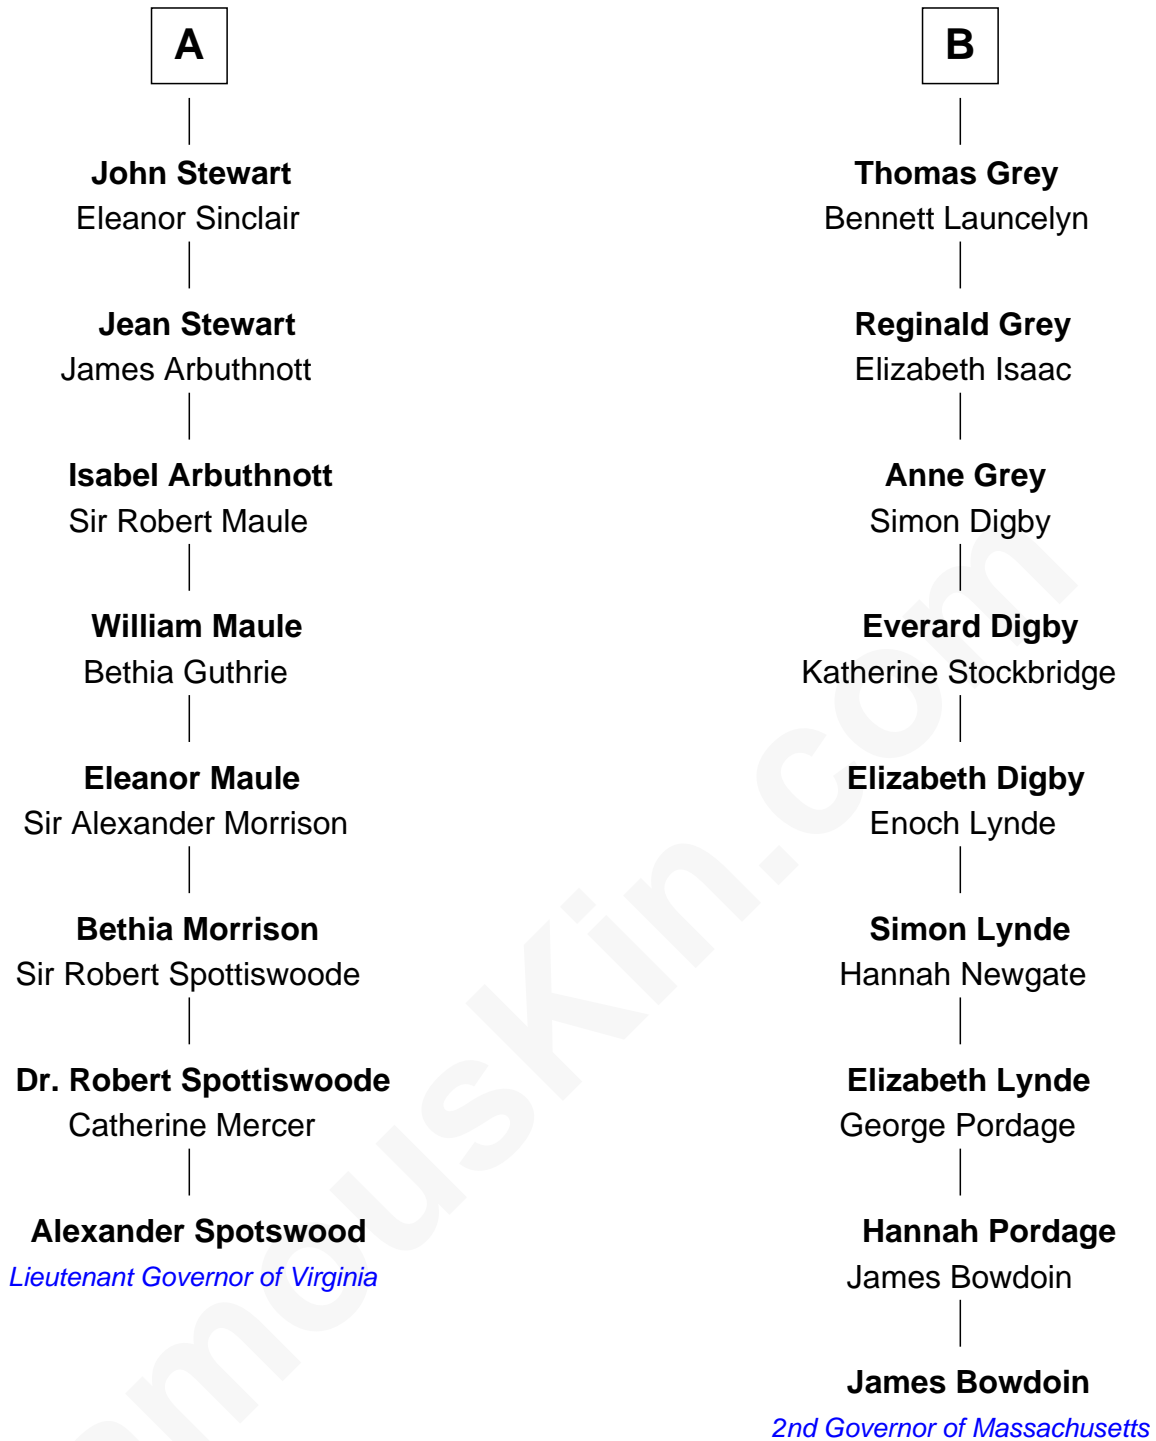 A
John Stewart
Eleanor Sinclair
Jean Stewart
James Arbuthnott
Isabel Arbuthnott
Sir Robert Maule
William Maule
Bethia Guthrie
Eleanor Maule
Sir Alexander Morrison
Bethia Morrison
Sir Robert Spottiswoode
Dr. Robert Spottiswoode
Catherine Mercer
Alexander Spotswood
Lieutenant Governor of Virginia
B
Thomas Grey
Bennett Launcelyn
Reginald Grey
Elizabeth Isaac
Anne Grey
Simon Digby
Everard Digby
Katherine Stockbridge
Elizabeth Digby
Enoch Lynde
Simon Lynde
Hannah Newgate
Elizabeth Lynde
George Pordage
Hannah Pordage
James Bowdoin
James Bowdoin
2nd Governor of Massachusetts
amousKin.com